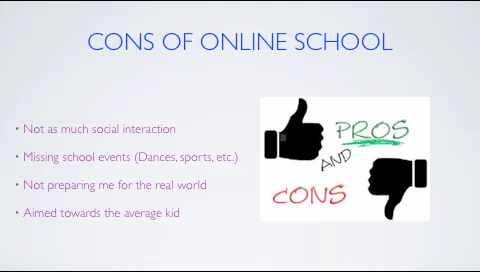 CONS OF ONLINE SCHOOL
• Not as much social interaction
• Missing school events (Dances, sports, etc.)
• Not preparing me for the real world
• Aimed towards the average kid
PROS
AND
CONS